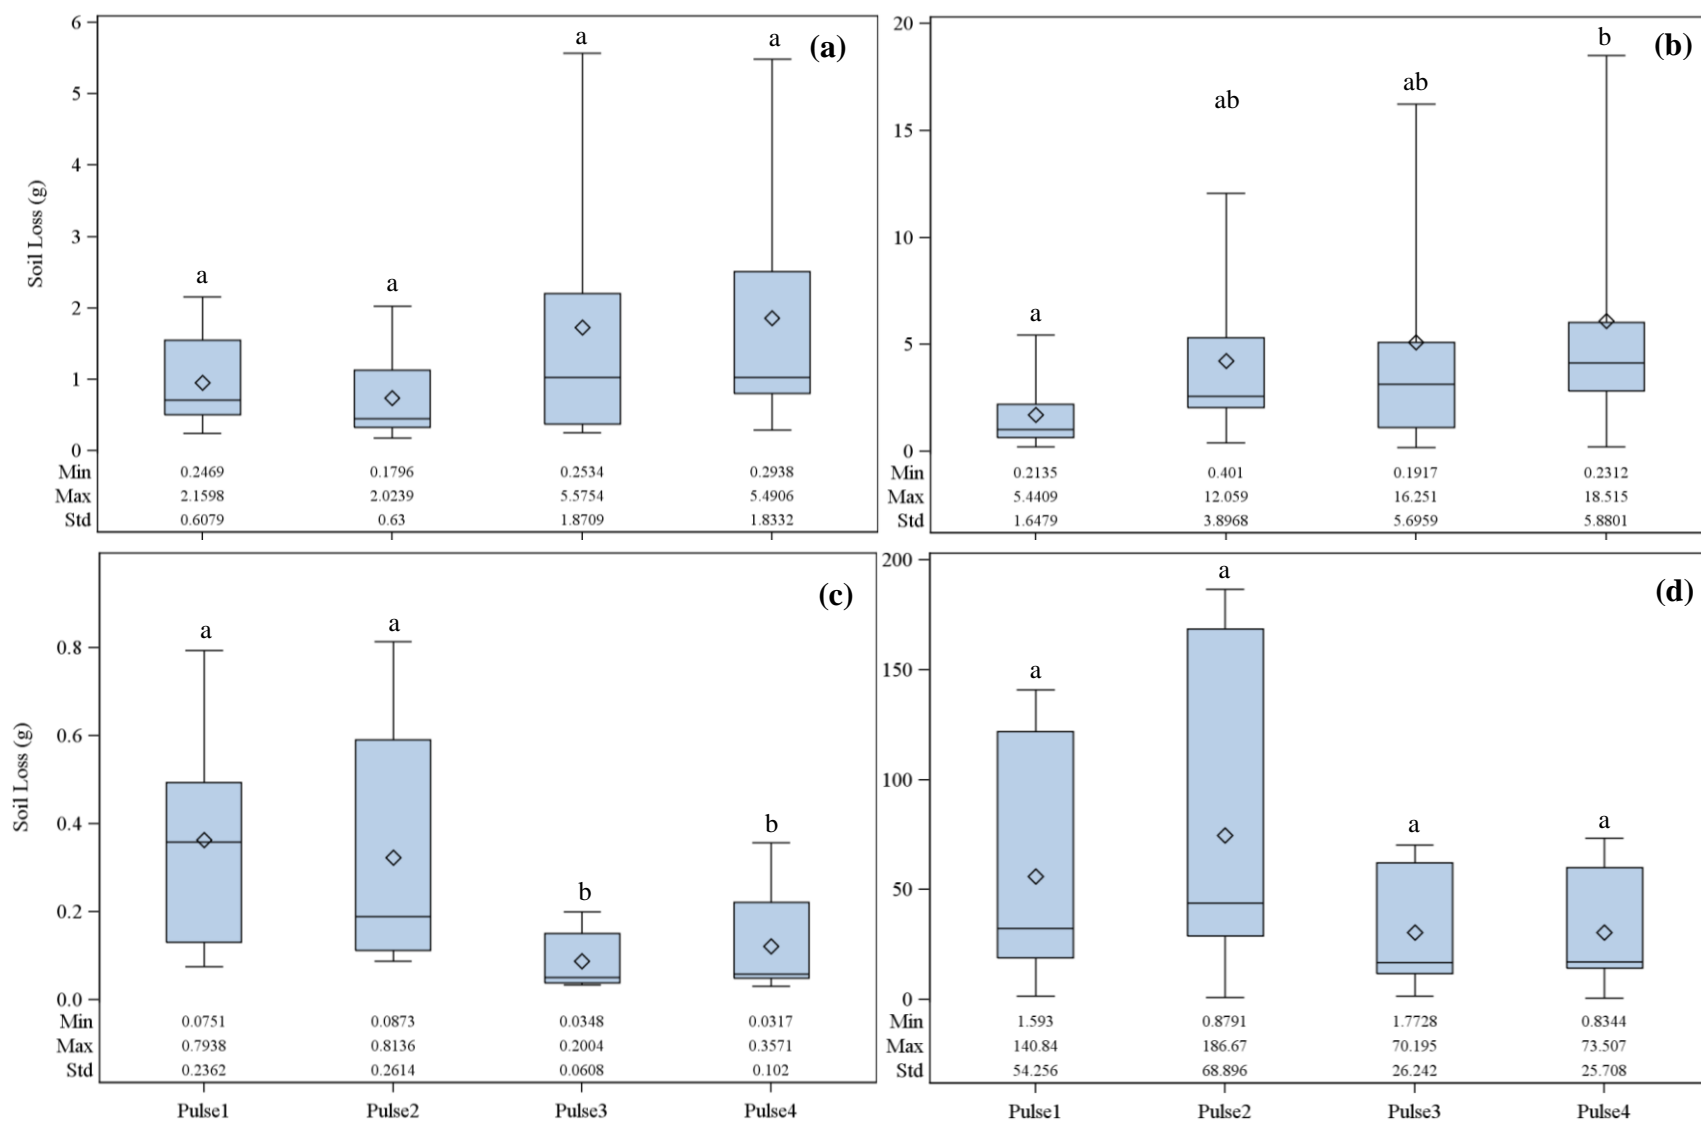 6
5
4
3
2
1
0
Soil Loss (g)
a
a
a
a
(a)
Min 0.2469 0.1796 0.2534 0.2938
Max 2.1598 2.0239 5.5754 5.4906
Std 0.6079 0.63 1.8709 1.8332
20
15
10
5
0
a
ab
ab
b
(b)
Min 0.2135 0.401 0.1917 0.2312
Max 5.4409 12.059 16.251 18.515
Std 1.6479 3.8968 5.6959 5.8801
0.8
0.6
0.4
0.2
0.0
Soil Loss (g)
a
a
b
b
(c)
Min 0.0751 0.0873 0.0348 0.0317
Max 0.7938 0.8136 0.2004 0.3571
Std 0.2362 0.2614 0.0608 0.102
Pulse1 Pulse2 Pulse3 Pulse4
200
150
100
50
0
a
a
a
a
(d)
Min 1.593 0.8791 1.7728 0.8344
Max 140.84 186.67 70.195 73.507
Std 54.256 68.896 26.242 25.708
Pulse1 Pulse2 Pulse3 Pulse4